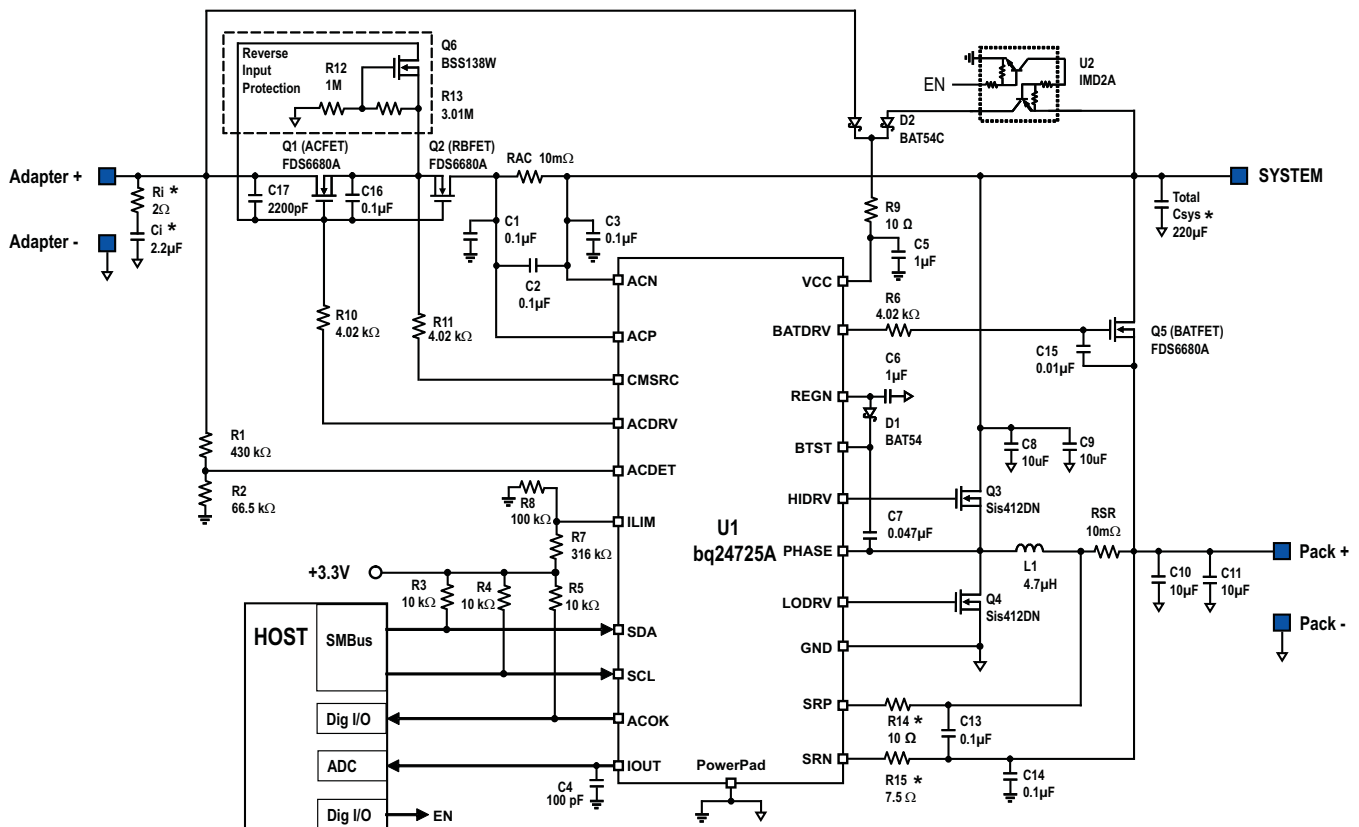 Reverse
Input
Protection
R12
1M
Q6
BSS138W
R13
3.01M
U2
IMD2A
EN
D2
BAT54C
Q1 (ACFET)
FDS6680A
Q2 (RBFET)
FDS6680A
RAC 10mΩ
Adapter +
Ri *
2Ω
Ci *
2.2µF
Adapter -
C17
2200pF
C16
0.1µF
C1
0.1µF
C2
0.1µF
C3
0.1µF
R9
10 Ω
C5
1µF
SYSTEM
Total
Csys *
220µF
R10
4.02 kΩ
R11
4.02 kΩ
ACN
ACP
CMSRC
ACDRV
ACDET
ILIM
SDA
SCL
ACOK
IOUT
VCC
BATDRV
REGN
BTST
HIDRV
PHASE
LODRV
GND
SRP
SRN
U1
bq24725A
PowerPad
R6
4.02 kΩ
C15
0.01µF
Q5 (BATFET)
FDS6680A
C6
1µF
D1
BAT54
R1
430 kΩ
R2
66.5 kΩ
R8
100 kΩ
R7
316 kΩ
C8
10uF
C9
10uF
Q3
Sis412DN
C7
0.047µF
RSR
10mΩ
L1
4.7µH
Q4
Sis412DN
Pack +
C10
10µF
C11
10µF
Pack -
+3.3V
R3
10 kΩ
R4
10 kΩ
R5
10 kΩ
HOST
SMBus
Dig I/O
ADC
Dig I/O
EN
C4
100 pF
R14 *
10 Ω
C13
0.1µF
R15 *
7.5 Ω
C14
0.1µF